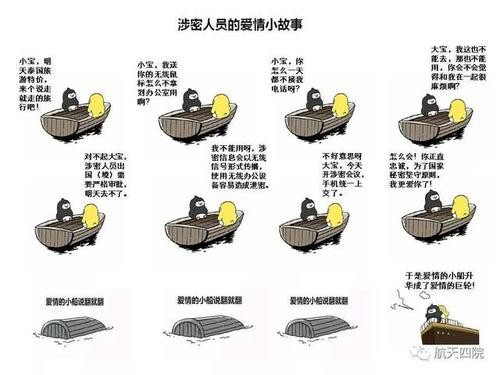 涉密人员的爱情小故事
小宝，明
天泰国旅
游特价，
来个说走
就走的旅
行吧！
小宝，我送
你的无线鼠
标怎么不拿
到办公室用
啊？
小宝，你
怎么一天
都不接我
电话呀？
大宝，我这也不
能去，那也不能
用，你会不会觉
得和我在一起很
麻烦啊？
对不起大宝，
涉密人员出
国（境）需
要严格审批，
明天去不了。
我不能用呀，涉
密信息会以无线
信号形式传播，
使用无线办公设
备容易造成泄密。
不好意思呀
大宝，今天
开涉密会议，
手机统一上
交了。
怎么会！你正直
忠诚，为了国家
秘密坚守原则，
我更爱你了！
爱情的小船说翻就翻
爱情的小船说翻就翻
爱情的小船说翻就翻
于是爱情的小船升
华成了爱情的巨轮！
航天四院